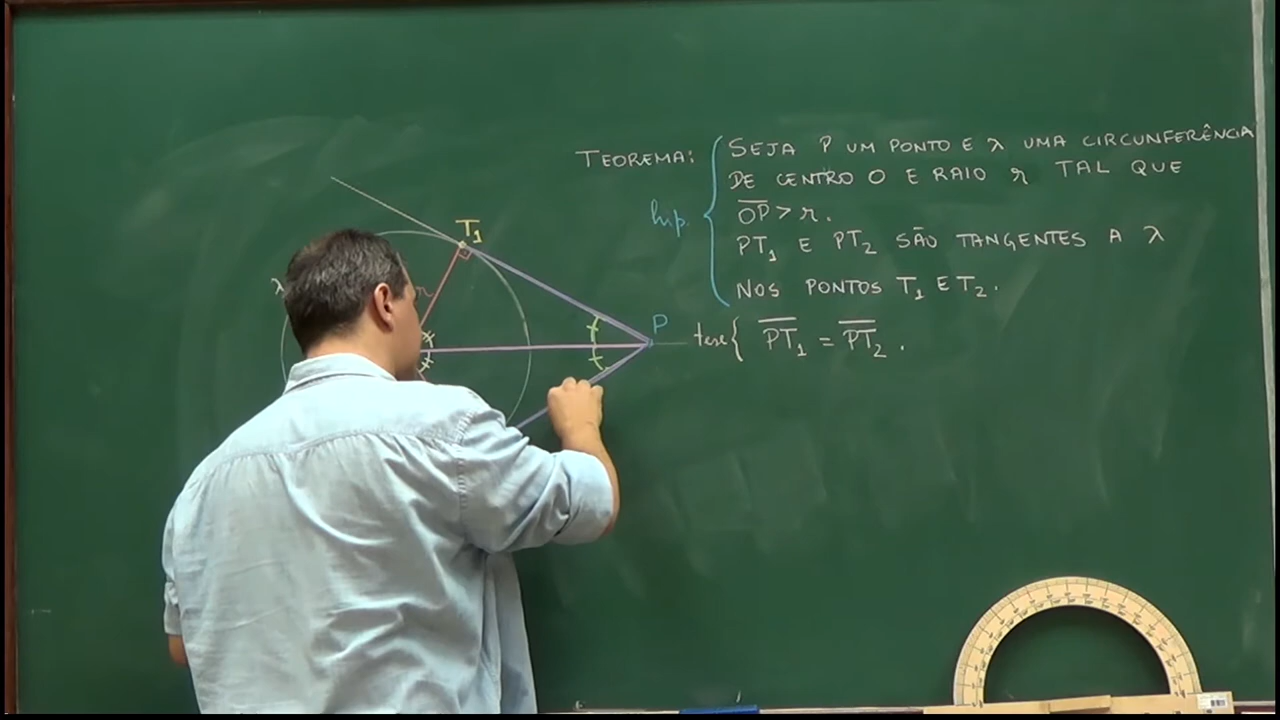 TEOREMA: SEJA P UM PONTO E λ UMA CIRCUNFERÊNCIA
DE CENTRO O E RAIO r TAL QUE
hip. OP > r.
PT1 E PT2 SÃO TANGENTES A λ
NOS PONTOS T1 E T2.
tese { PT1 = PT2.
T1
λ
r
P